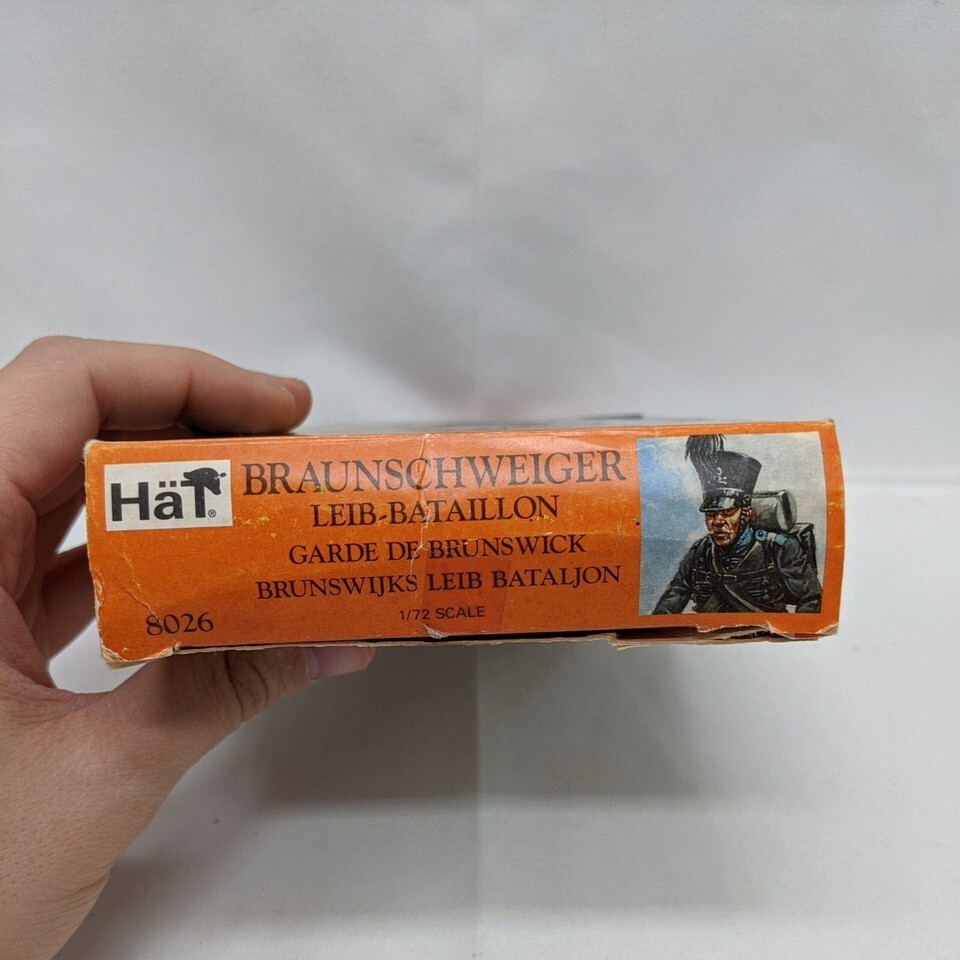 HäT®
BRAUNSCHWEIGER
LEIB-BATAILLON
GARDE DE BRUNSWICK
BRUNSWIJKS LEIB BATALJON
1/72 SCALE
8026